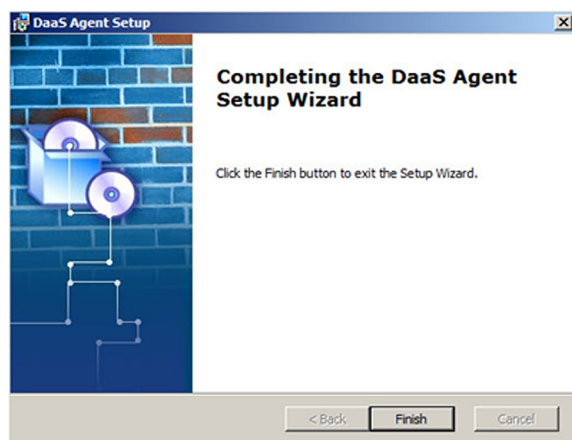 DaaS Agent Setup
Completing the DaaS Agent
Setup Wizard
Click the Finish button to exit the Setup Wizard.
< Back
Finish
Cancel